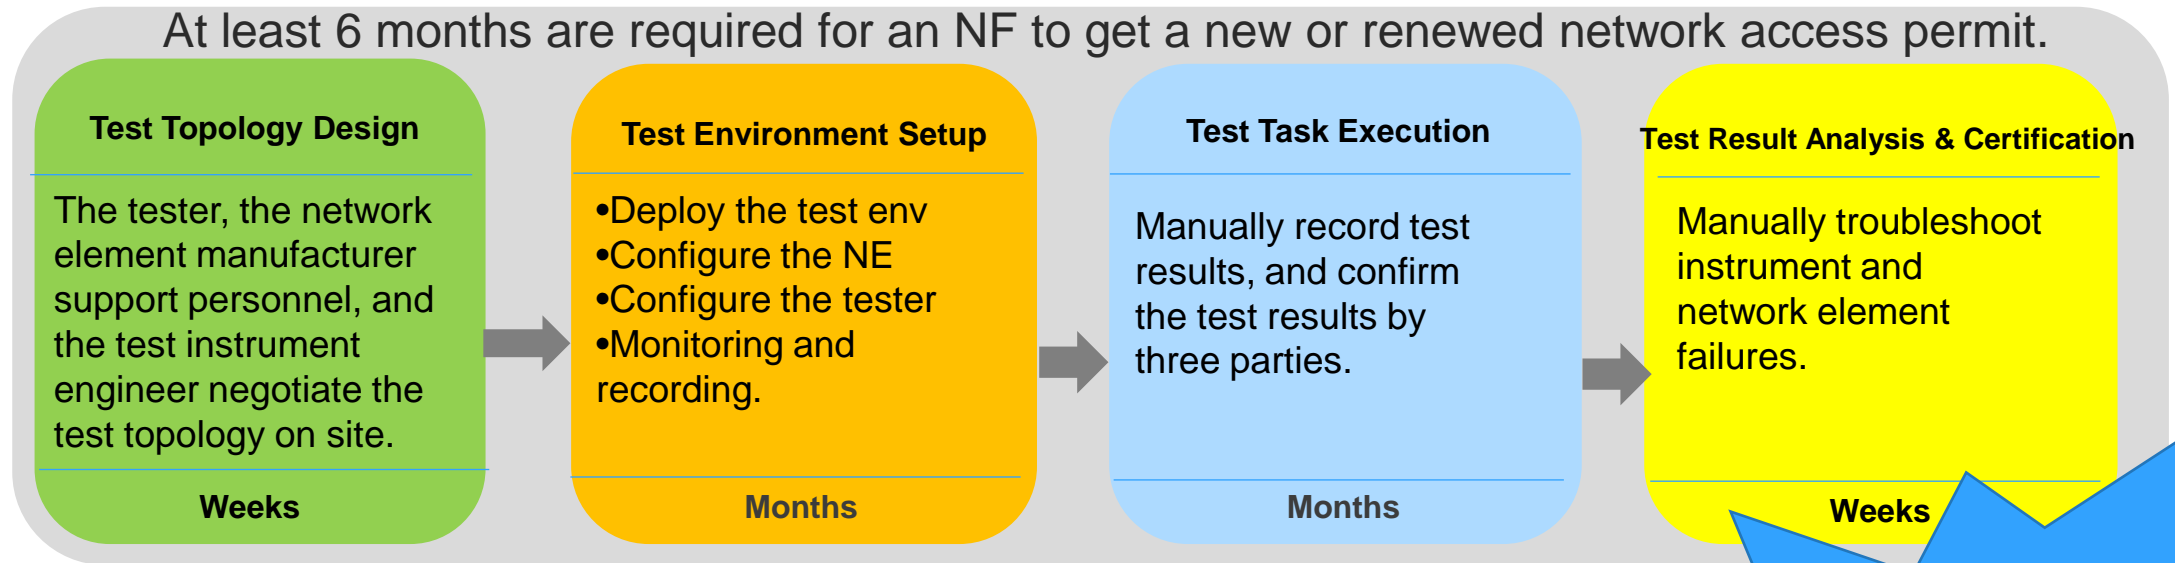 At least 6 months are required for an NF to get a new or renewed network access permit.
Test Topology Design
The tester, the network
element manufacturer
support personnel, and
the test instrument
engineer negotiate the
test topology on site.
Weeks
Test Environment Setup
•Deploy the test env
•Configure the NE
•Configure the tester
•Monitoring and
recording.
Months
Test Task Execution
Manually record test
results, and confirm
the test results by
three parties.
Months
Test Result Analysis & Certification
Manually troubleshoot
instrument and
network element
failures.
Weeks